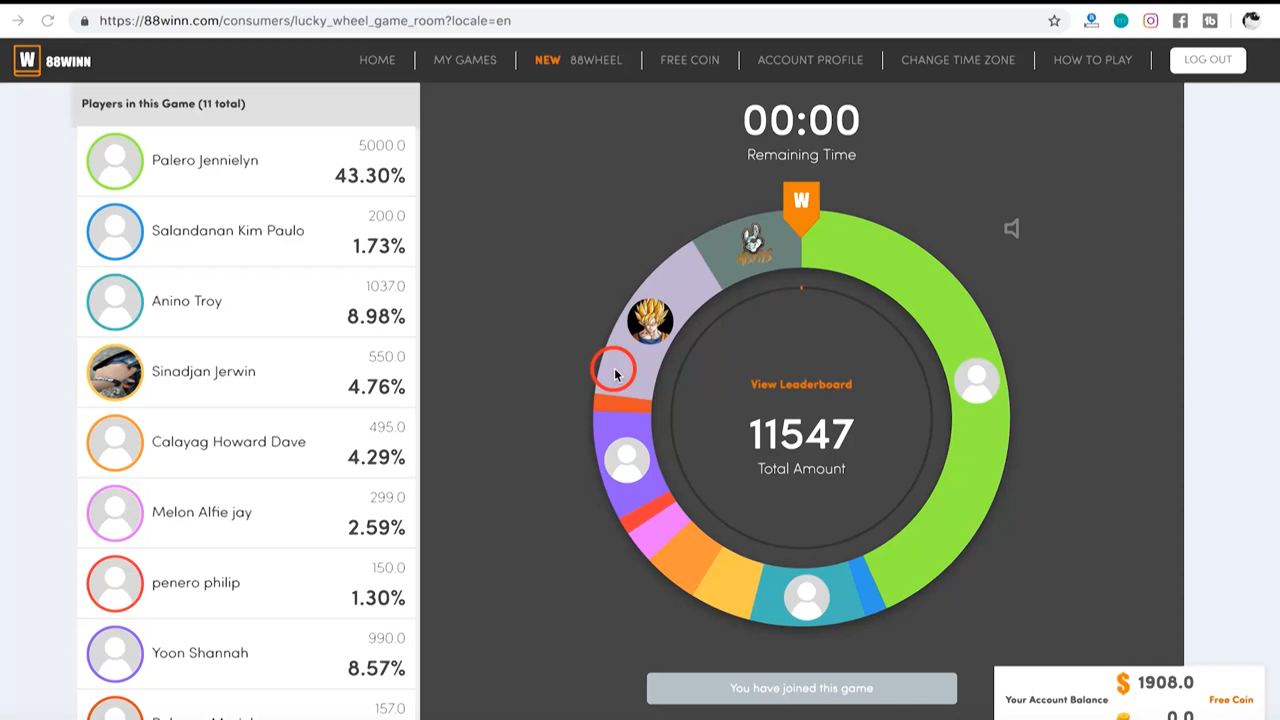 https://88winn.com/consumers/lucky_wheel_game_room?locale=en
W 88WINN
HOME
MY GAMES
NEW 88WHEEL
FREE COIN
ACCOUNT PROFILE
CHANGE TIME ZONE
HOW TO PLAY
LOG OUT
Players in this Game (11 total)
5000.0
Palero Jennielyn
43.30%
200.0
Salandanan Kim Paulo
1.73%
1037.0
Anino Troy
8.98%
550.0
Sinadjan Jerwin
4.76%
495.0
Calayag Howard Dave
4.29%
299.0
Melon Alfie jay
2.59%
150.0
penero philip
1.30%
990.0
Yoon Shannah
8.57%
157.0
00:00
Remaining Time
W
View Leaderboard
11547
Total Amount
You have joined this game
Your Account Balance
$ 1908.0
Free Coin
0.0